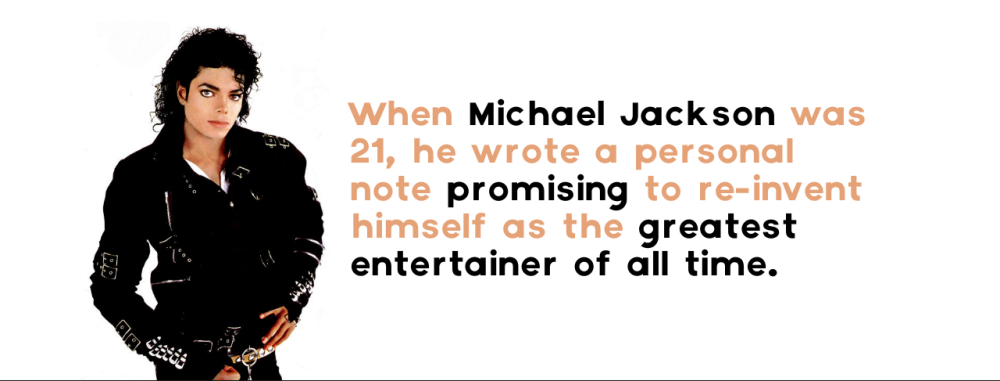 When Michael Jackson was
21, he wrote a personal
note promising to re-invent
himself as the greatest
entertainer of all time.